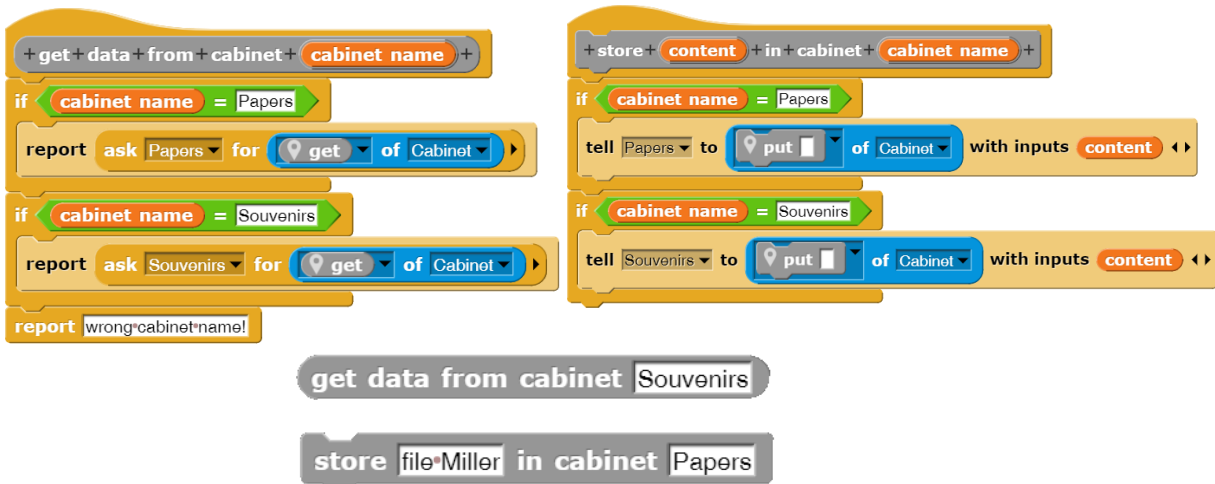 +get+data+from+cabinet+ cabinet name +
if cabinet name = Papers
report ask Papers for get of Cabinet
if cabinet name = Souvenirs
report ask Souvenirs for get of Cabinet
report wrong•cabinet•name!
+store+ content +in+cabinet+ cabinet name +
if cabinet name = Papers
tell Papers to put of Cabinet with inputs content
if cabinet name = Souvenirs
tell Souvenirs to put of Cabinet with inputs content
get data from cabinet Souvenirs
store file•Miller in cabinet Papers